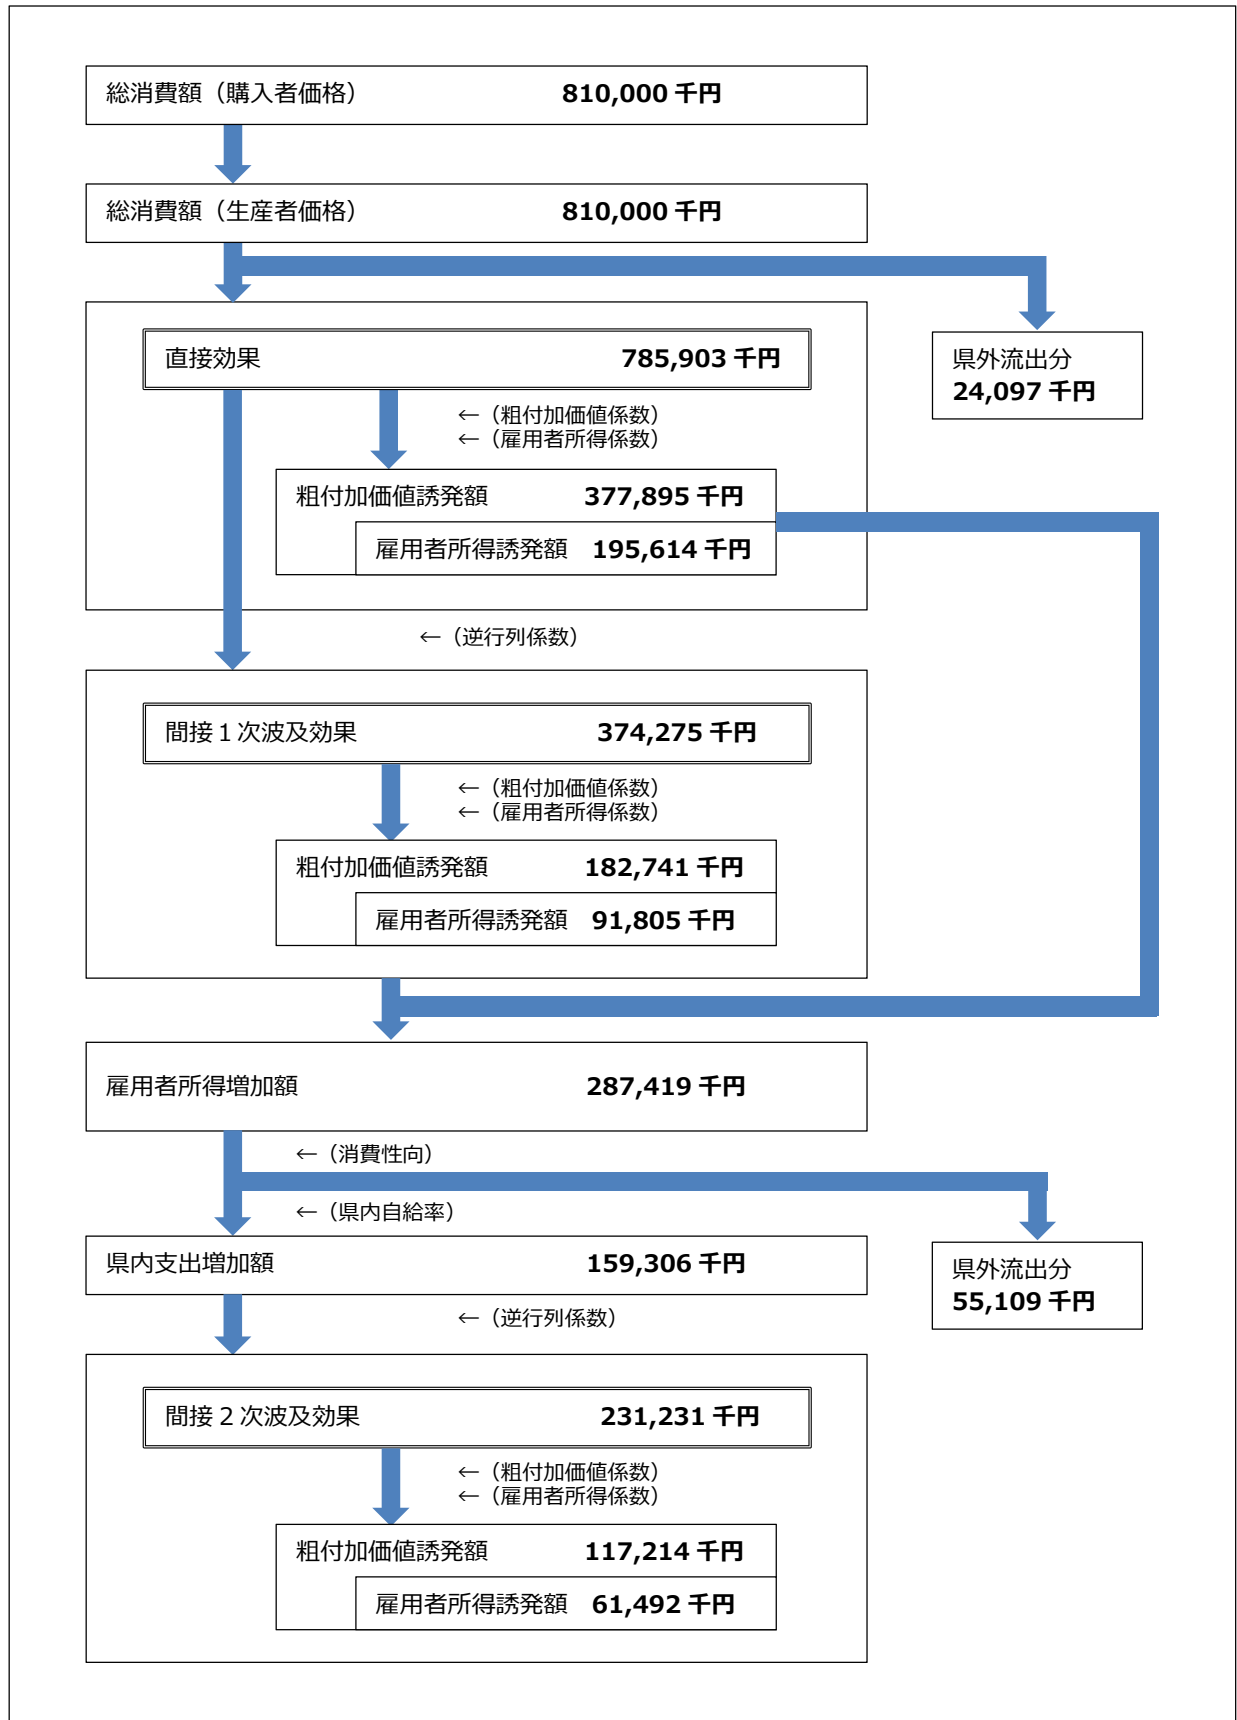 総消費額（購入者価格） 810,000 千円
総消費額（生産者価格） 810,000 千円
直接効果 785,903 千円
県外流出分
24,097 千円
←（粗付加価値係数）
←（雇用者所得係数）
粗付加価値誘発額 377,895 千円
雇用者所得誘発額 195,614 千円
←（逆行列係数）
間接１次波及効果 374,275 千円
←（粗付加価値係数）
←（雇用者所得係数）
粗付加価値誘発額 182,741 千円
雇用者所得誘発額 91,805 千円
雇用者所得増加額 287,419 千円
←（消費性向）
←（県内自給率）
県内支出増加額 159,306 千円
県外流出分
55,109 千円
←（逆行列係数）
間接２次波及効果 231,231 千円
←（粗付加価値係数）
←（雇用者所得係数）
粗付加価値誘発額 117,214 千円
雇用者所得誘発額 61,492 千円